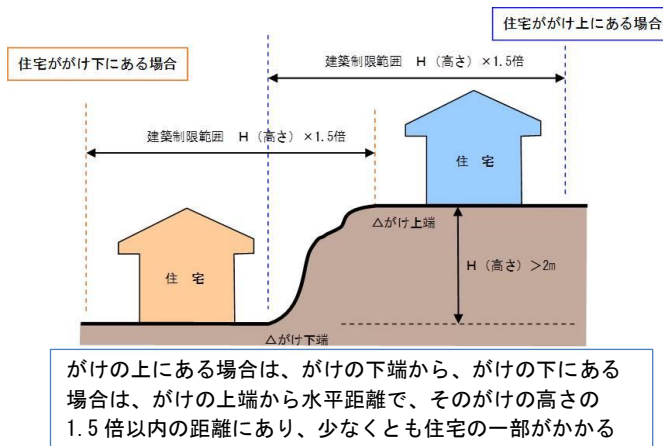 住宅ががけ上にある場合
建築制限範囲 H(高さ)×1.5倍
住宅ががけ下にある場合
建築制限範囲 H(高さ)×1.5倍
住 宅
△がけ上端
H(高さ)>2m
住 宅
△がけ下端
がけの上にある場合は、がけの下端から、がけの下にある
場合は、がけの上端から水平距離で、そのがけの高さの
1.5倍以内の距離にあり、少なくとも住宅の一部がかかる